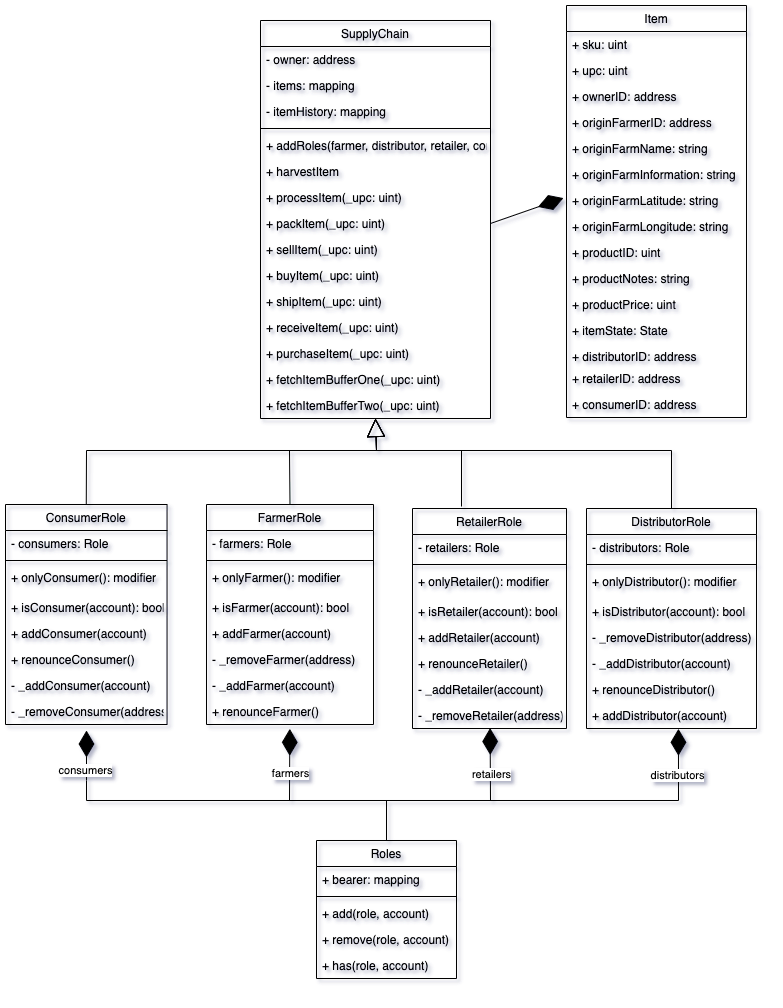 SupplyChain
- owner: address
- items: mapping
- itemHistory: mapping
+ addRoles(farmer, distributor, retailer, co
+ harvestItem
+ processItem(_upc: uint)
+ packItem(_upc: uint)
+ sellItem(_upc: uint)
+ buyItem(_upc: uint)
+ shipItem(_upc: uint)
+ receiveItem(_upc: uint)
+ purchaseItem(_upc: uint)
+ fetchItemBufferOne(_upc: uint)
+ fetchItemBufferTwo(_upc: uint)
Item
+ sku: uint
+ upc: uint
+ ownerID: address
+ originFarmerID: address
+ originFarmName: string
+ originFarmInformation: string
+ originFarmLatitude: string
+ originFarmLongitude: string
+ productID: uint
+ productNotes: string
+ productPrice: uint
+ itemState: State
+ distributorID: address
+ retailerID: address
+ consumerID: address
ConsumerRole
- consumers: Role
+ onlyConsumer(): modifier
+ isConsumer(account): bool
+ addConsumer(account)
+ renounceConsumer()
- _addConsumer(account)
- _removeConsumer(address
FarmerRole
- farmers: Role
+ onlyFarmer(): modifier
+ isFarmer(account): bool
+ addFarmer(account)
- _removeFarmer(address)
- _addFarmer(account)
+ renounceFarmer()
RetailerRole
- retailers: Role
+ onlyRetailer(): modifier
+ isRetailer(account): bool
+ addRetailer(account)
+ renounceRetailer()
- _addRetailer(account)
- _removeRetailer(address)
DistributorRole
- distributors: Role
+ onlyDistributor(): modifier
+ isDistributor(account): bool
- _removeDistributor(address)
- _addDistributor(account)
+ renounceDistributor()
+ addDistributor(account)
consumers
farmers
retailers
distributors
Roles
+ bearer: mapping
+ add(role, account)
+ remove(role, account)
+ has(role, account)